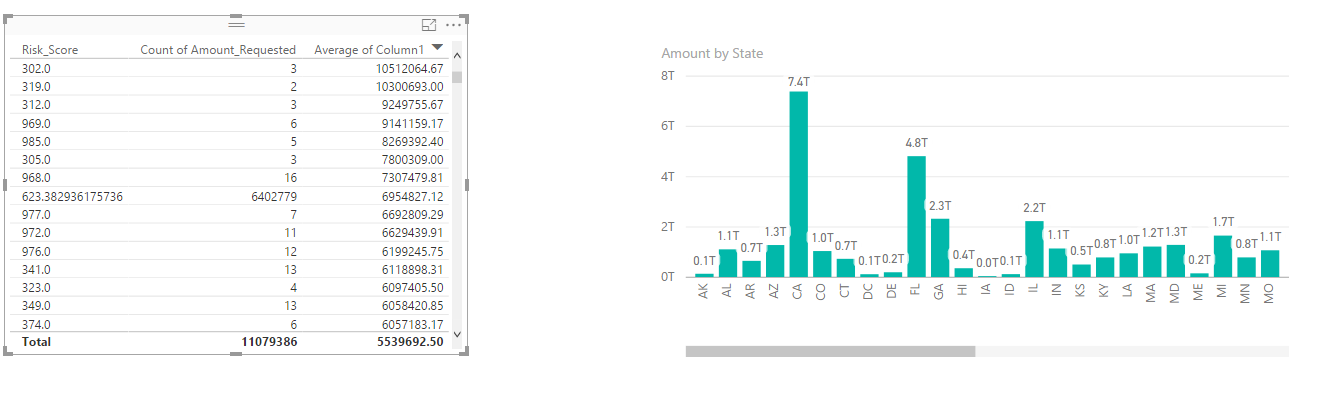 Risk_Score Count of Amount_Requested Average of Column1
302.0 3 10512064.67
319.0 2 10300693.00
312.0 3 9249755.67
969.0 6 9141159.17
985.0 5 8269392.40
305.0 3 7800309.00
968.0 16 7307479.81
623.382936175736 6402779 6954827.12
977.0 7 6692809.29
972.0 11 6629439.91
976.0 12 6199245.75
341.0 13 6118898.31
323.0 4 6097405.50
349.0 13 6058420.85
374.0 6 6057183.17
Total 11079386 5539692.50
Amount by State
8T
6T
4T
2T
0T
0.1T 1.1T 0.7T 1.3T 7.4T 1.0T 0.7T 0.1T 0.2T 4.8T 2.3T 0.4T 0.0T 0.1T 2.2T 1.1T 0.5T 0.8T 1.0T 1.2T 1.3T 0.2T 1.7T 0.8T 1.1T
AK AL AR AZ CA CO CT DC DE FL GA HI IA ID IL IN KS KY LA MA MD ME MI MN MO